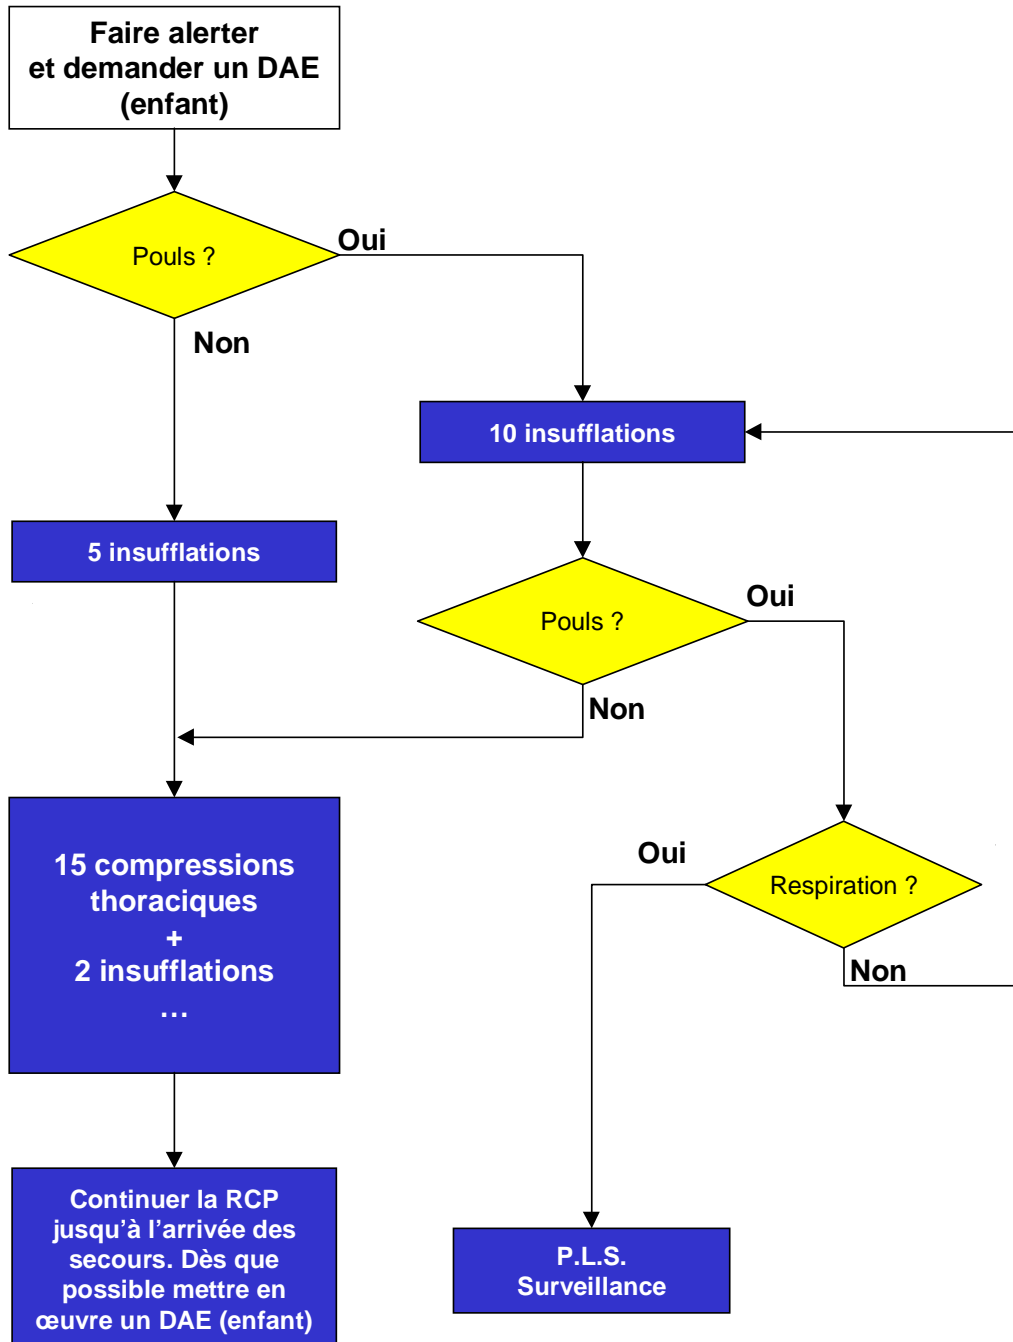 Faire alerter
et demander un DAE
(enfant)
Pouls ?
Oui
Non
10 insufflations
5 insufflations
Pouls ?
Oui
Non
15 compressions
thoraciques
+
2 insufflations
…
Oui
Respiration ?
Non
Continuer la RCP
jusqu’à l’arrivée des
secours. Dès que
possible mettre en
œuvre un DAE (enfant)
P.L.S.
Surveillance